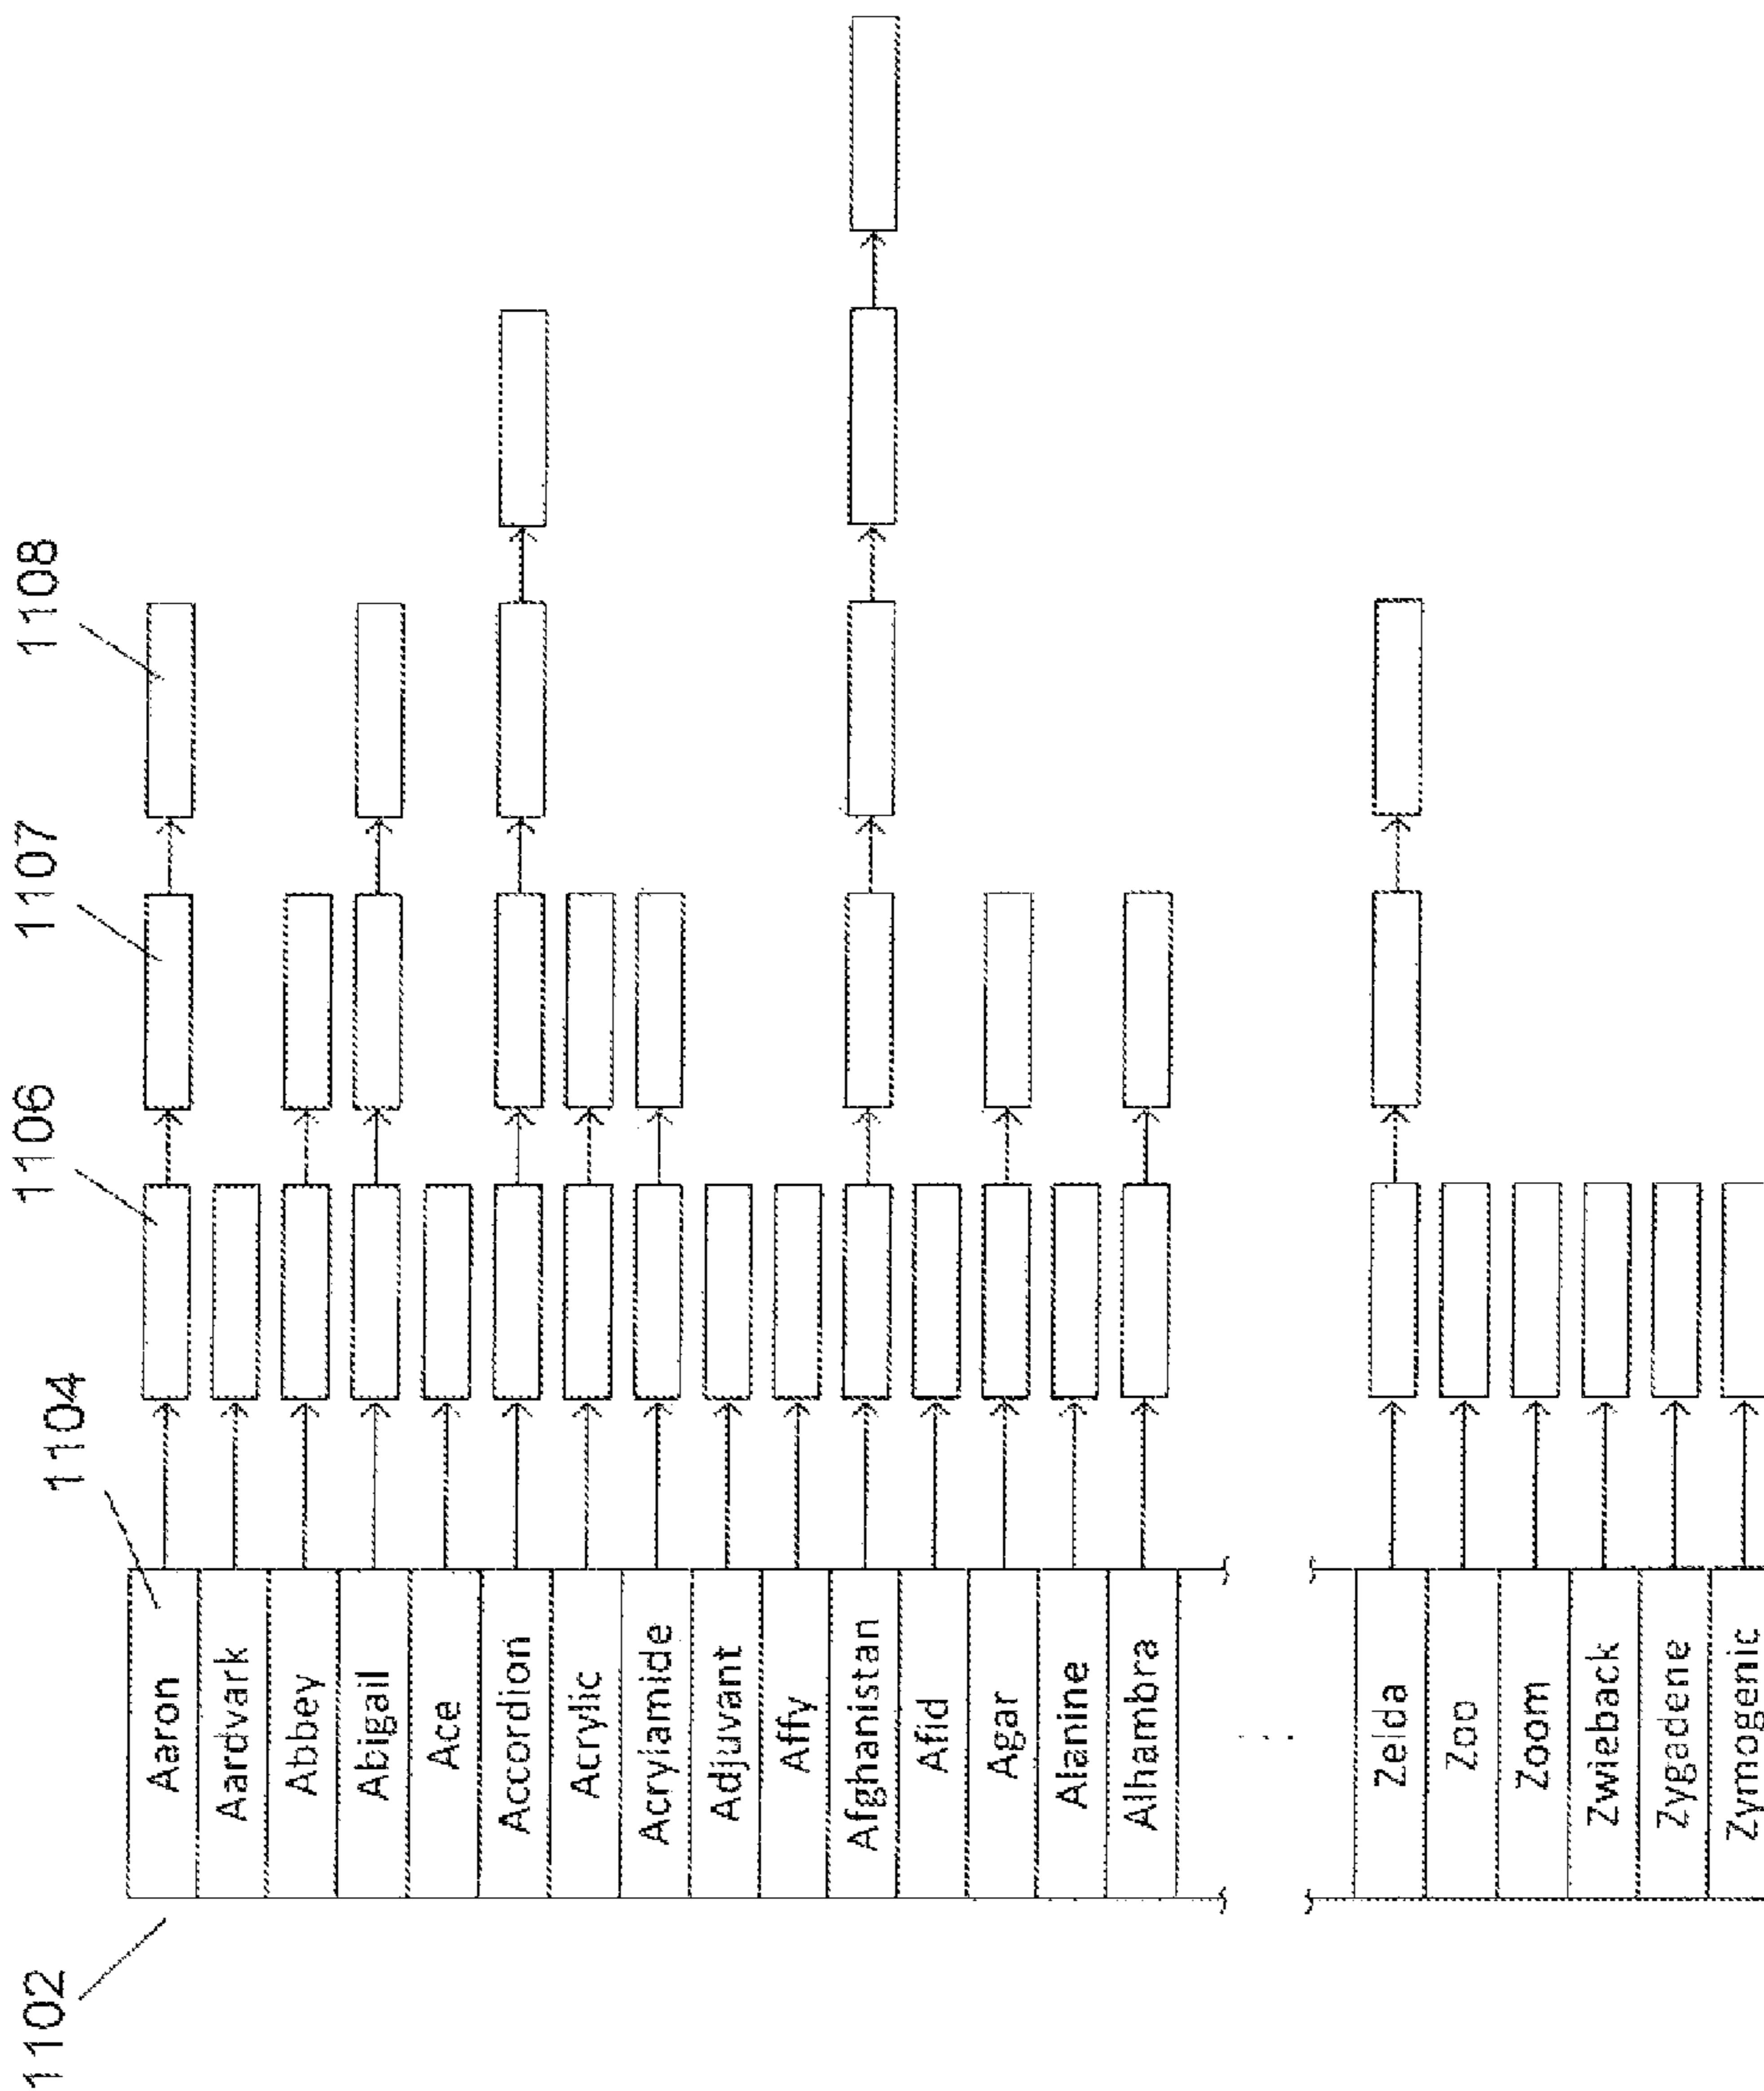 1102
1104
1106
1107
1108
Aaron
Aardvark
Abbey
Abigail
Ace
Accordion
Acrylic
Acrylamide
Adjuvant
Affy
Afghanistan
Afid
Agar
Alanine
Alhambra
. . .
Zelda
Zoo
Zoom
Zwieback
Zygadene
Zymogenic